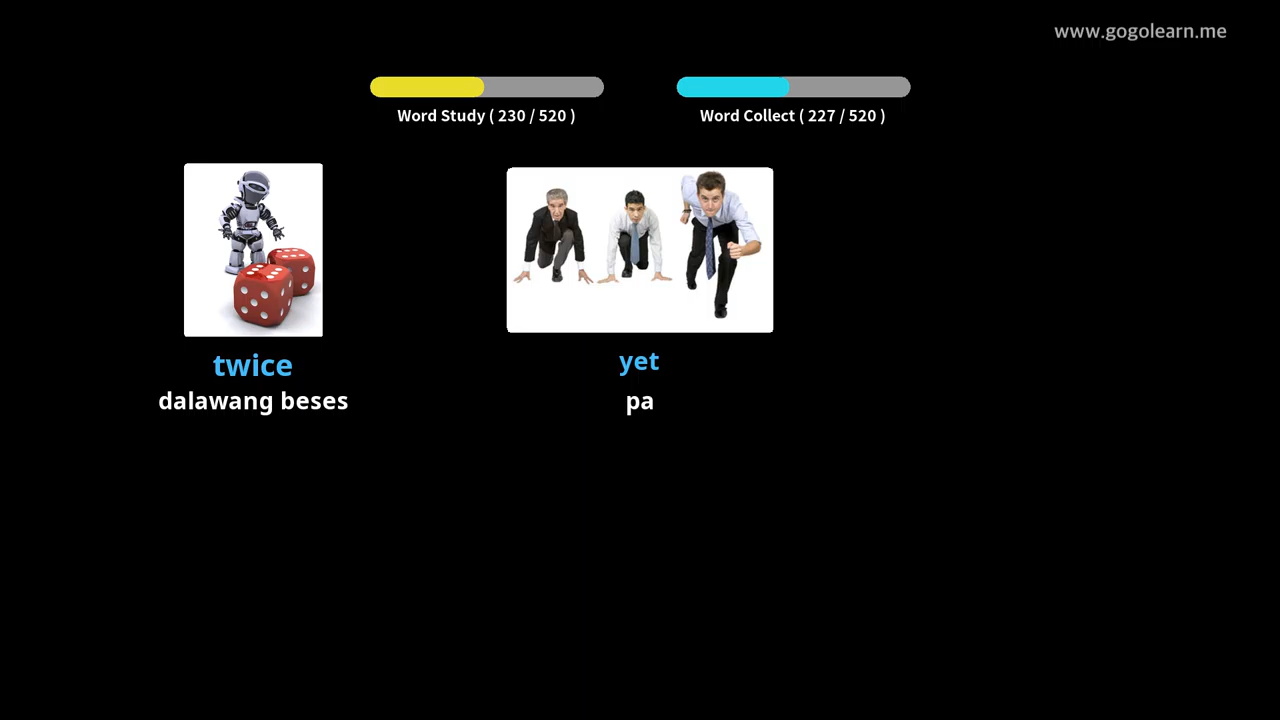 www.gogolearn.me
Word Study ( 230 / 520 )
Word Collect ( 227 / 520 )
twice
dalawang beses
yet
pa